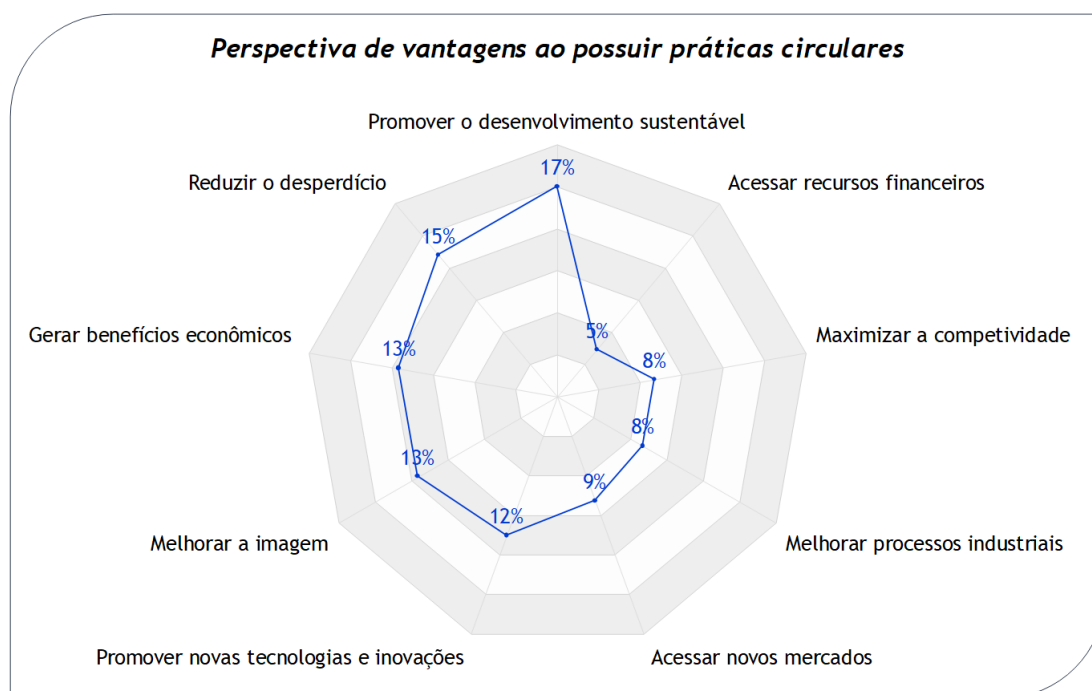 Perspectiva de vantagens ao possuir práticas circulares
Promover o desenvolvimento sustentável
17%
Reduzir o desperdício
Acessar recursos financeiros
15%
5%
Gerar benefícios econômicos
Maximizar a competividade
13%
8%
8%
13%
9%
12%
Melhorar a imagem
Melhorar processos industriais
Promover novas tecnologias e inovações
Acessar novos mercados